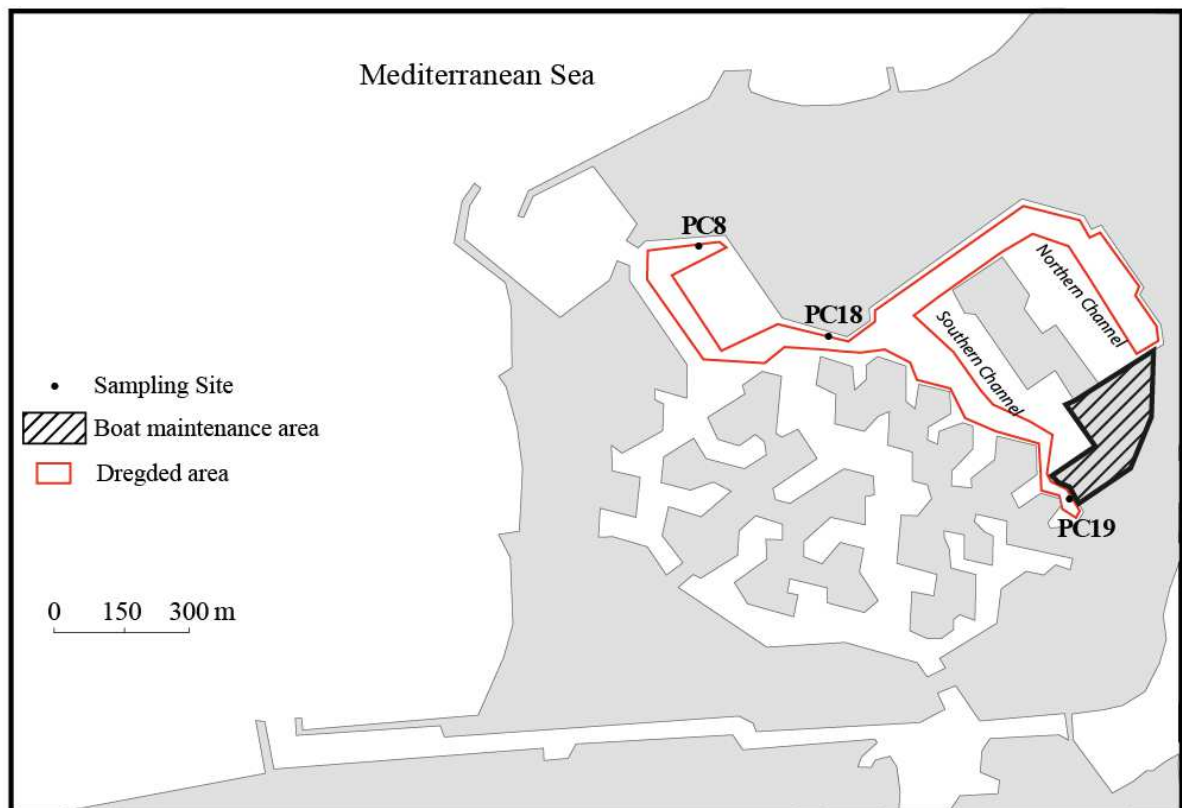 Mediterranean Sea
PC8
PC18
Northern Channel
Southern Channel
Sampling Site
Boat maintenance area
Dregded area
PC19
0 150 300 m